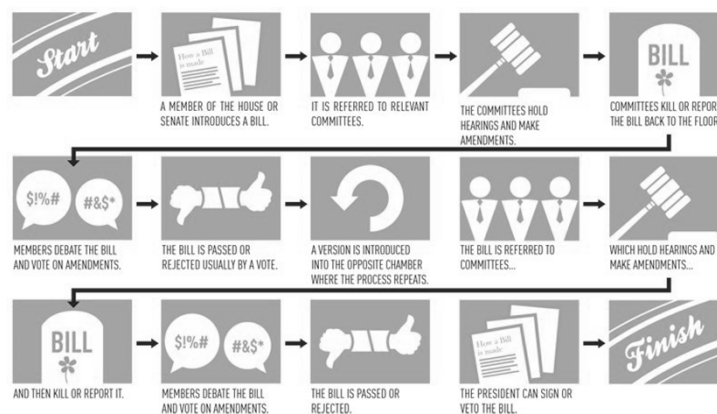 Start
How a Bill
is made
A MEMBER OF THE HOUSE OR
SENATE INTRODUCES A BILL.
IT IS REFERRED TO RELEVANT
COMMITTEES.
THE COMMITTEES HOLD
HEARINGS AND MAKE
AMENDMENTS.
BILL
COMMITTEES KILL OR REPOR
THE BILL BACK TO THE FLOOR
$!%#
#&$*
MEMBERS DEBATE THE BILL
AND VOTE ON AMENDMENTS.
THE BILL IS PASSED OR
REJECTED USUALLY BY A VOTE.
A VERSION IS INTRODUCED
INTO THE OPPOSITE CHAMBER
WHERE THE PROCESS REPEATS.
THE BILL IS REFERRED TO
COMMITTEES...
WHICH HOLD HEARINGS AND
MAKE AMENDMENTS...
BILL
AND THEN KILL OR REPORT IT.
$!%#
#&$*
MEMBERS DEBATE THE BILL
AND VOTE ON AMENDMENTS.
THE BILL IS PASSED OR
REJECTED.
How a Bill
is made
THE PRESIDENT CAN SIGN OR
VETO THE BILL.
Finish